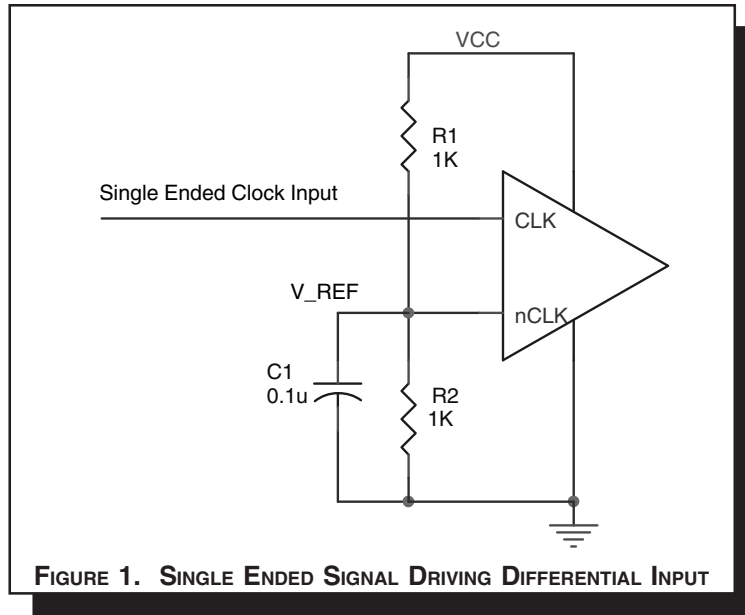 VCC
R1
1K
Single Ended Clock Input
CLK
V_REF
nCLK
C1
0.1u
R2
1K
FIGURE 1. SINGLE ENDED SIGNAL DRIVING DIFFERENTIAL INPUT